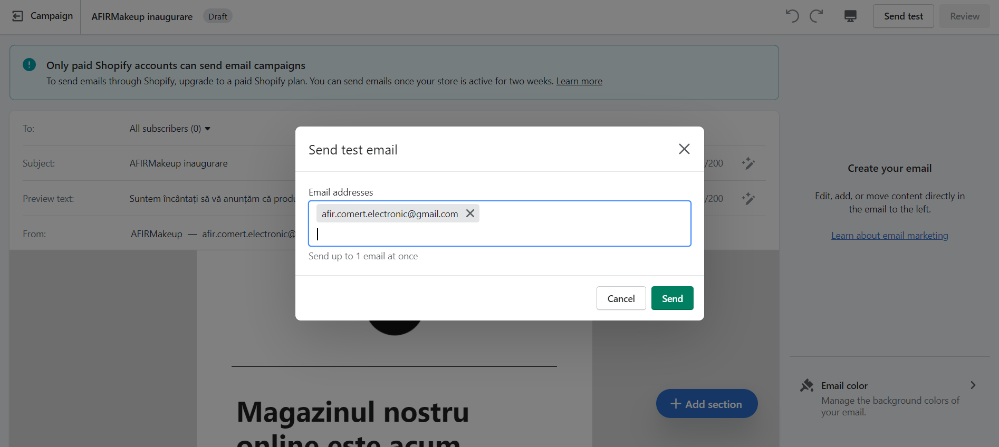 Campaign
AFIRMakeup inaugurare
Draft
Send test
Review
Only paid Shopify accounts can send email campaigns
To send emails through Shopify, upgrade to a paid Shopify plan. You can send emails once your store is active for two weeks. Learn more
To:
All subscribers (0)
Subject:
AFIRMakeup inaugurare
/200
Preview text:
Suntem încântați să vă anunțăm că produ
/200
From:
AFIRMakeup — afir.comert.electronic@
Send test email
Email addresses
afir.comert.electronic@gmail.com
Send up to 1 email at once
Cancel
Send
Create your email
Edit, add, or move content directly in
the email to the left.
Learn about email marketing
Magazinul nostru
online este acum
Add section
Email color
Manage the background colors of
your email.